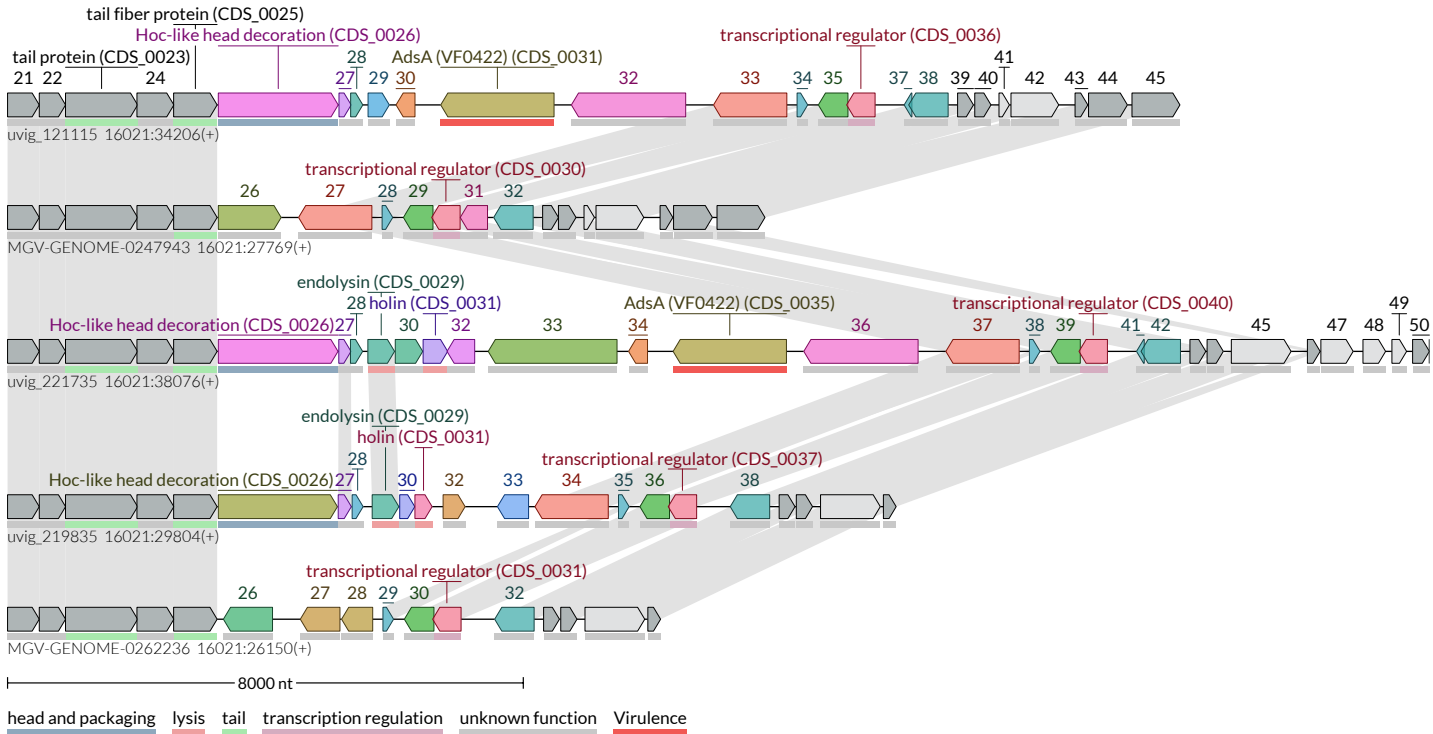 tail fiber protein (CDS_0025)
Hoc-like head decoration (CDS_0026) transcriptional regulator (CDS_0036)
tail protein (CDS_0023) 28 AdsA (VF0422) (CDS_0031) 41
21 22 24 27 29 30 32 33 34 35 37 38 39 40 42 43 44 45
uvig_121115 16021:34206(+)
transcriptional regulator (CDS_0030)
26 27 28 29 31 32
MGV-GENOME-0247943 16021:27769(+)
endolysin (CDS_0029)
28 holin (CDS_0031) AdsA (VF0422) (CDS_0035) transcriptional regulator (CDS_0040) 49
Hoc-like head decoration (CDS_0026) 27 30 32 33 34 36 37 38 39 41 42 45 47 48 50
uvig_221735 16021:38076(+)
endolysin (CDS_0029)
holin (CDS_0031)
28 transcriptional regulator (CDS_0037)
Hoc-like head decoration (CDS_0026) 27 30 32 33 34 35 36 38
uvig_219835 16021:29804(+)
transcriptional regulator (CDS_0031)
26 27 28 29 30 32
MGV-GENOME-0262236 16021:26150(+)
8000 nt
head and packaging lysis tail transcription regulation unknown function Virulence